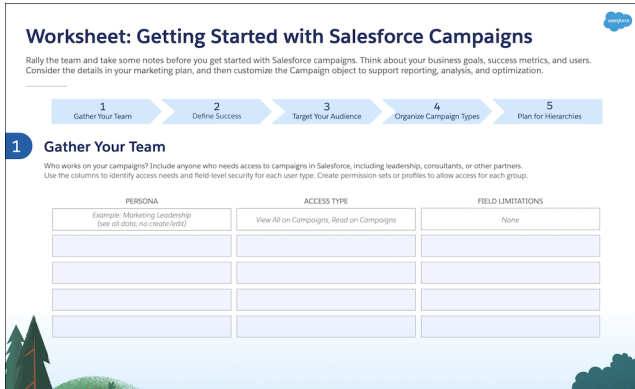 salesforce
Worksheet: Getting Started with Salesforce Campaigns
Rally the team and take some notes before you get started with Salesforce campaigns. Think about your business goals, success metrics, and users.
Consider the details in your marketing plan, and then customize the Campaign object to support reporting, analysis, and optimization.
1
Gather Your Team
2
Define Success
3
Target Your Audience
4
Organize Campaign Types
5
Plan for Hierarchies
1
Gather Your Team
Who works on your campaigns? Include anyone who needs access to campaigns in Salesforce, including leadership, consultants, or other partners.
Use the columns to identify access needs and field-level security for each user type. Create permission sets or profiles to allow access for each group.
PERSONA
ACCESS TYPE
FIELD LIMITATIONS
Example: Marketing Leadership
(see all data; no create/edit)
View All on Campaigns, Read on Campaigns
None